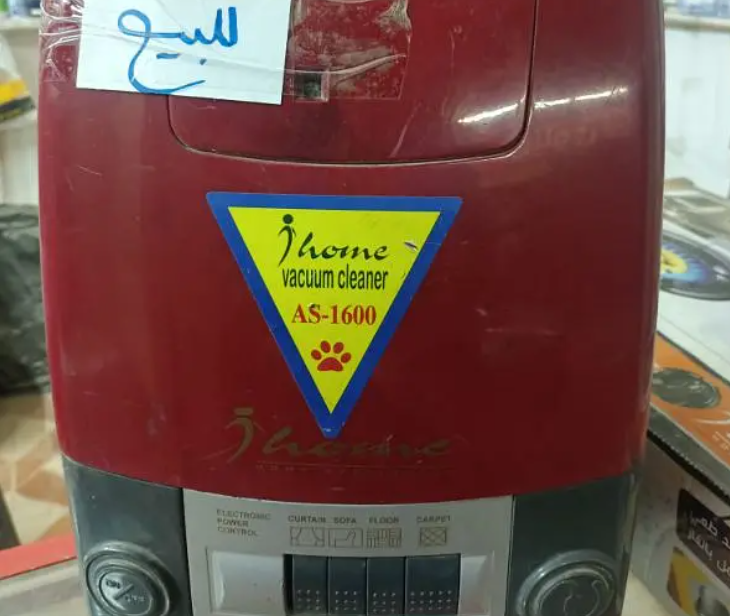 للبيع
home
vacuum cleaner
AS-1600
home
ELECTRONIC
POWER
CONTROL
CURTAIN SOFA FLOOR CARPET